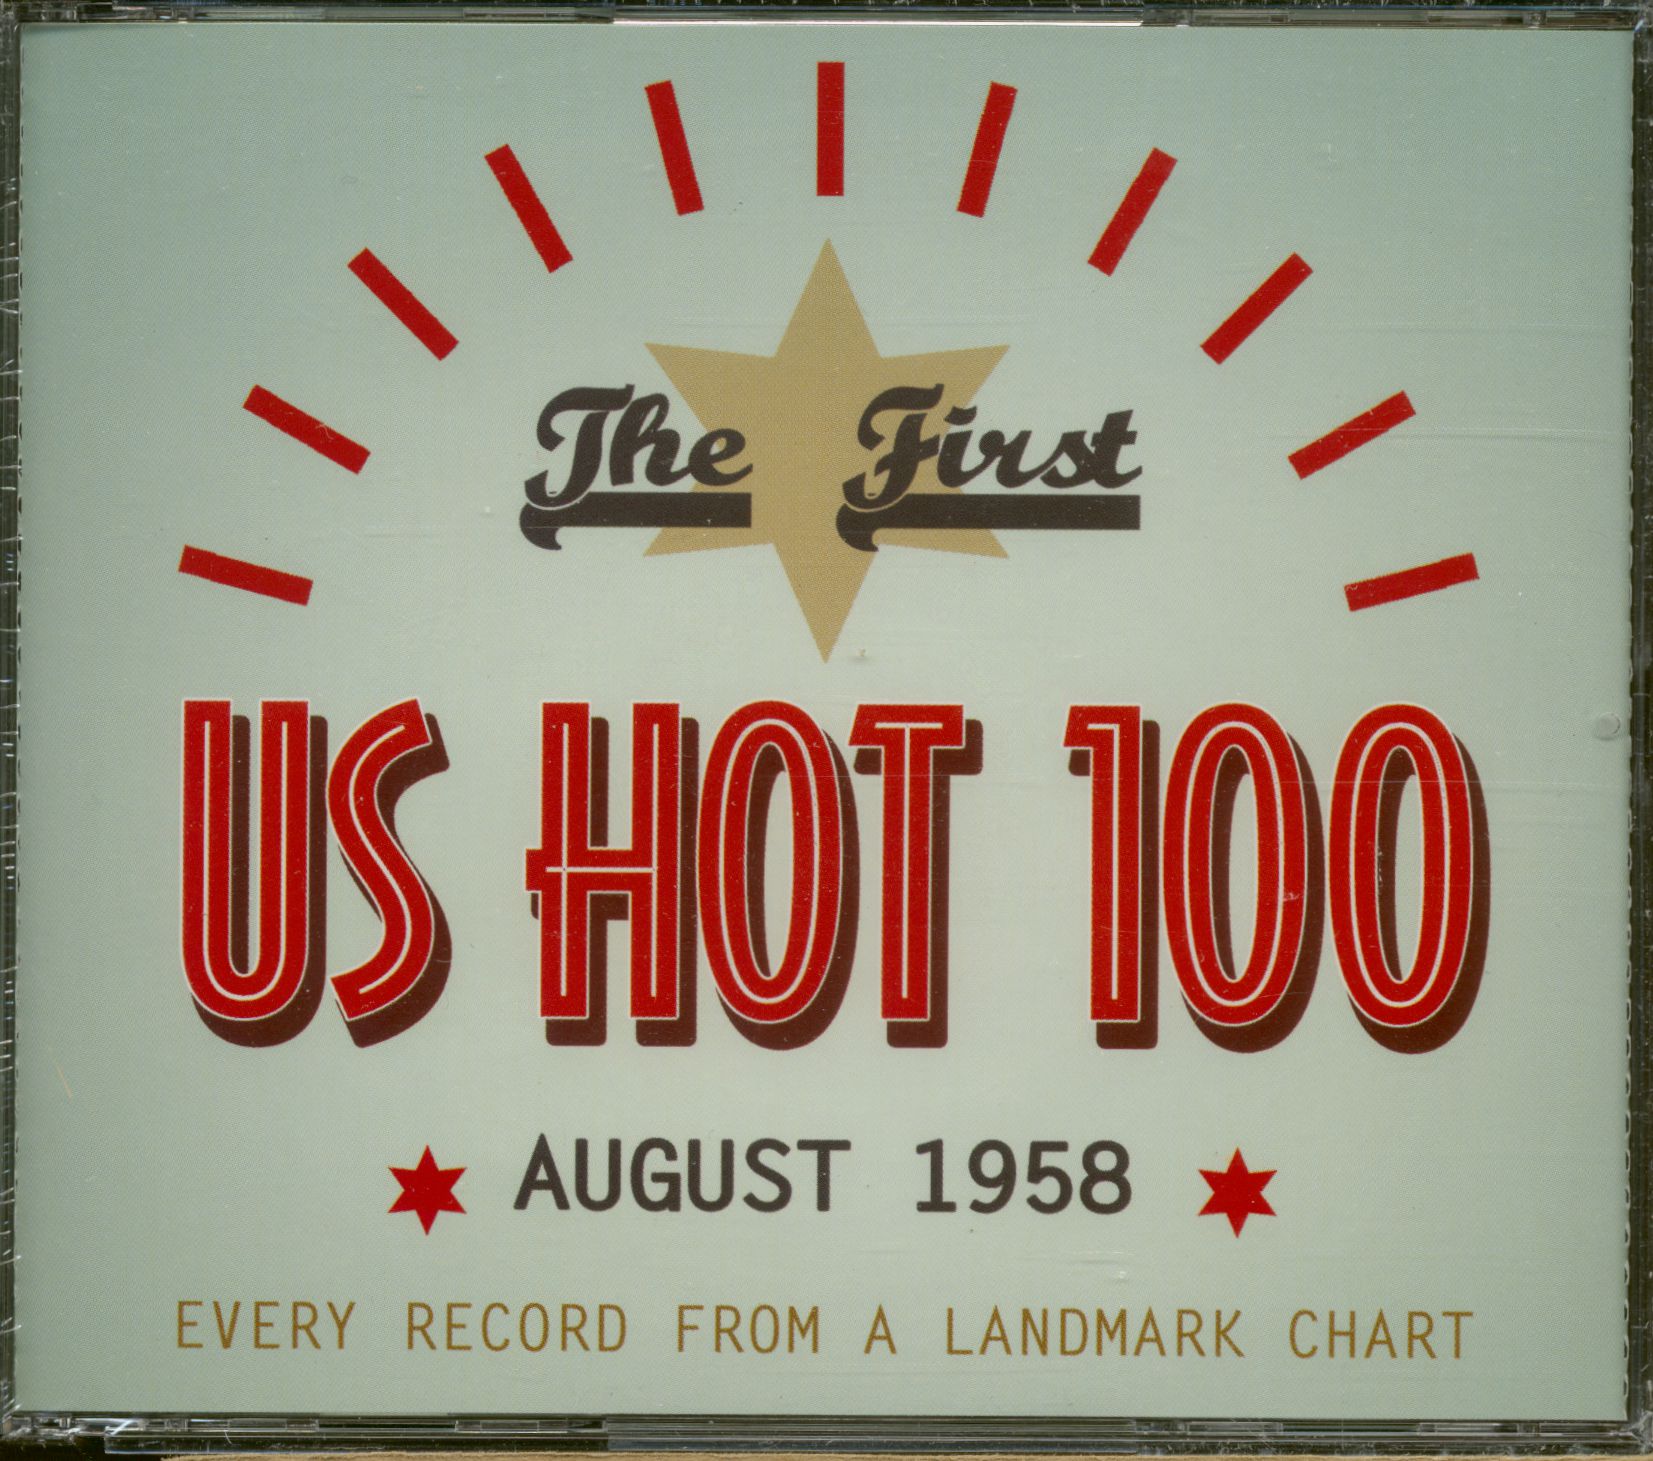 The First
US HOT 100
AUGUST 1958
EVERY RECORD FROM A LANDMARK CHART